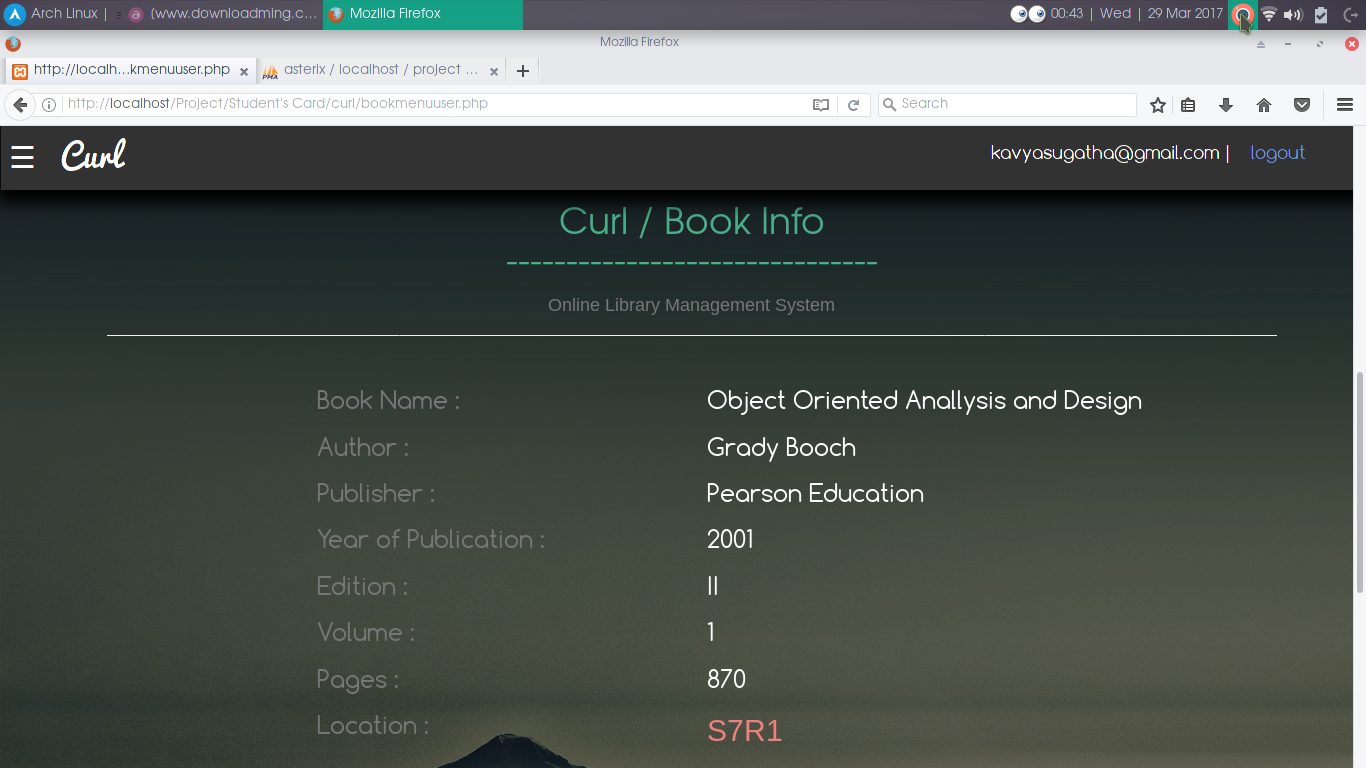 Arch Linux | [www.downloadming.c... Mozilla Firefox 00:43 | Wed | 29 Mar 2017
Mozilla Firefox
http://localh...kmenuuser.php asterix / localhost / project ...
http://localhost/Project/Student's Card/curl/bookmenuuser.php Search
Curl kavyasugatha@gmail.com | logout
Curl / Book Info
-------------------------------
Online Library Management System
Book Name : Object Oriented Anallysis and Design
Author : Grady Booch
Publisher : Pearson Education
Year of Publication : 2001
Edition : II
Volume : 1
Pages : 870
Location : S7R1